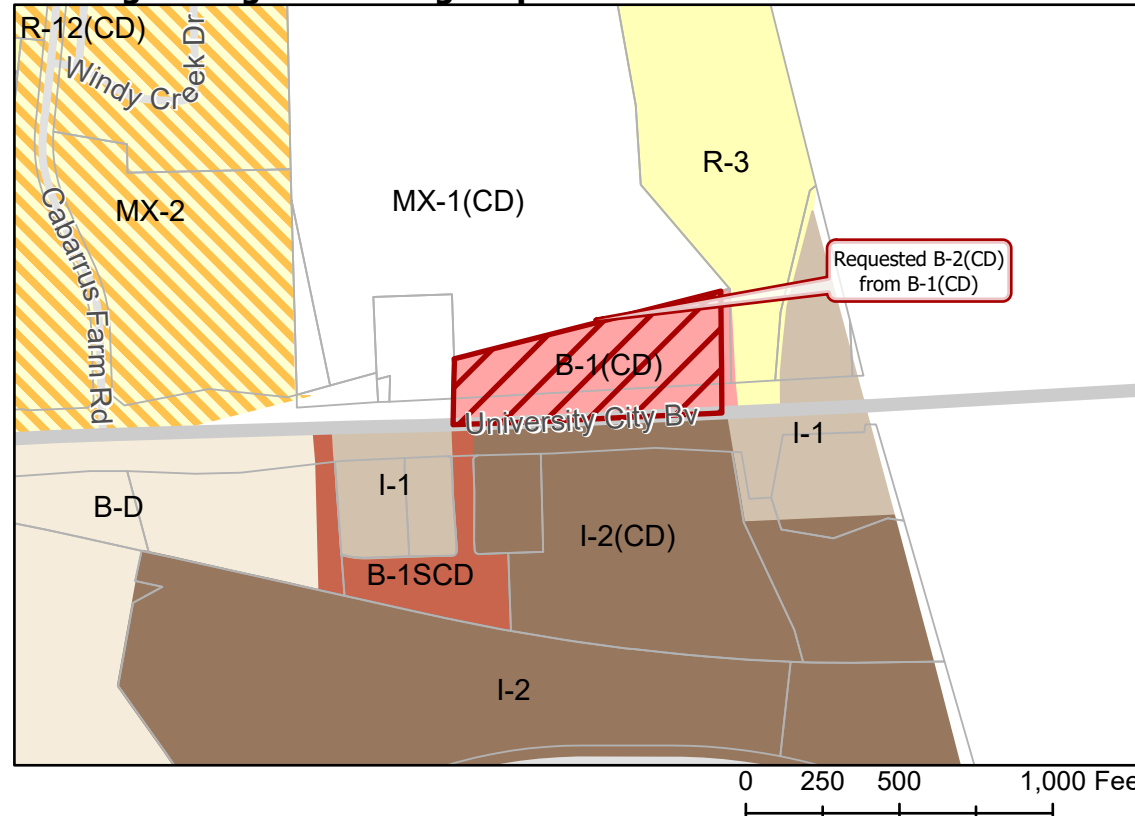 R-12(CD)
Windy Creek Dr
MX-2
Cabarrus Farm Rd
MX-1(CD)
R-3
Requested B-2(CD)
from B-1(CD)
B-1(CD)
University City Bv
I-1
I-1
B-D
I-2(CD)
B-1SCD
I-2
0 250 500 1,000 Fee